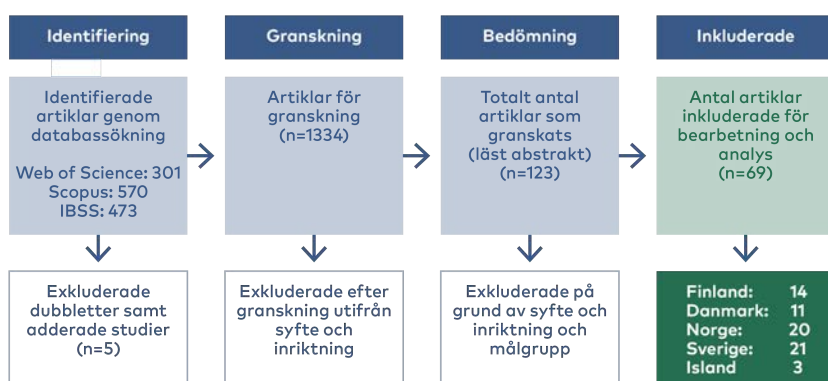 Identifiering
Identifierade
artiklar genom
databassökning
Web of Science: 301
Scopus: 570
IBSS: 473
Exkluderade
dubbletter samt
adderade studier
(n=5)
Granskning
Artiklar för
granskning
(n=1334)
Exkluderade efter
granskning utifrån
syfte och
inriktning
Bedömning
Totalt antal
artiklar som
granskats
(läst abstrakt)
(n=123)
Exkluderade på
grund av syfte och
inriktning och
målgrupp
Inkluderade
Antal artiklar
inkluderade för
bearbetning och
analys
(n=69)
Finland: 14
Danmark: 11
Norge: 20
Sverige: 21
Island 3